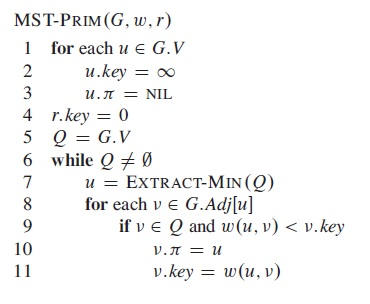 MST-PRIM(G, w, r)
1 for each u ∈ G.V
2 u.key = ∞
3 u.π = NIL
4 r.key = 0
5 Q = G.V
6 while Q ≠ ∅
7 u = EXTRACT-MIN(Q)
8 for each v ∈ G.Adj[u]
9 if v ∈ Q and w(u, v) < v.key
10 v.π = u
11 v.key = w(u, v)